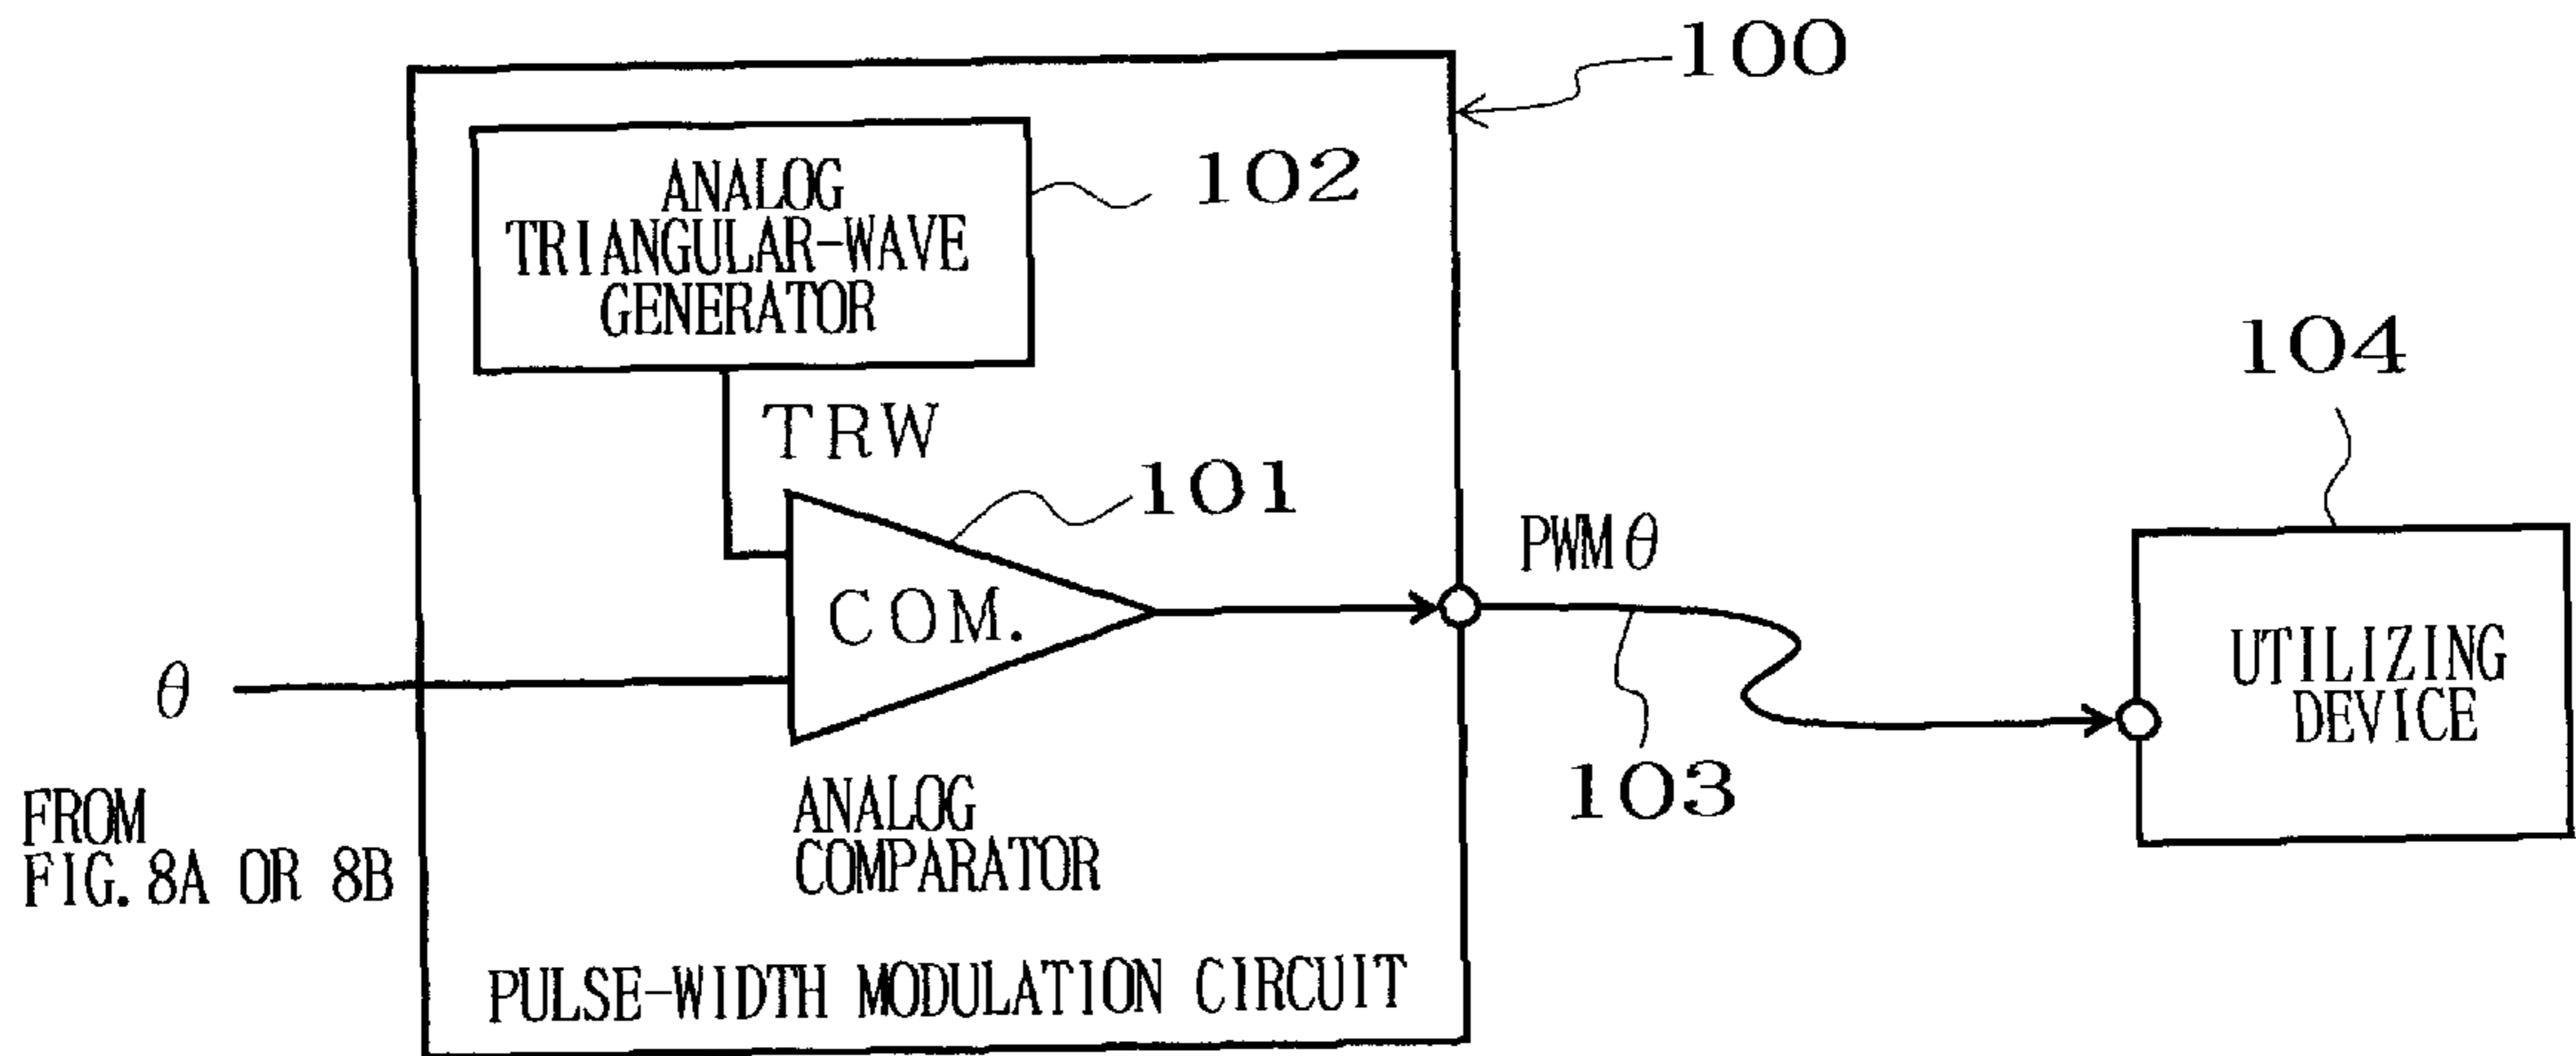 100
ANALOG
TRIANGULAR-WAVE
GENERATOR
102
TRW
101
COM.
θ
FROM
FIG. 8A OR 8B
ANALOG
COMPARATOR
PULSE-WIDTH MODULATION CIRCUIT
PWMθ
103
104
UTILIZING
DEVICE